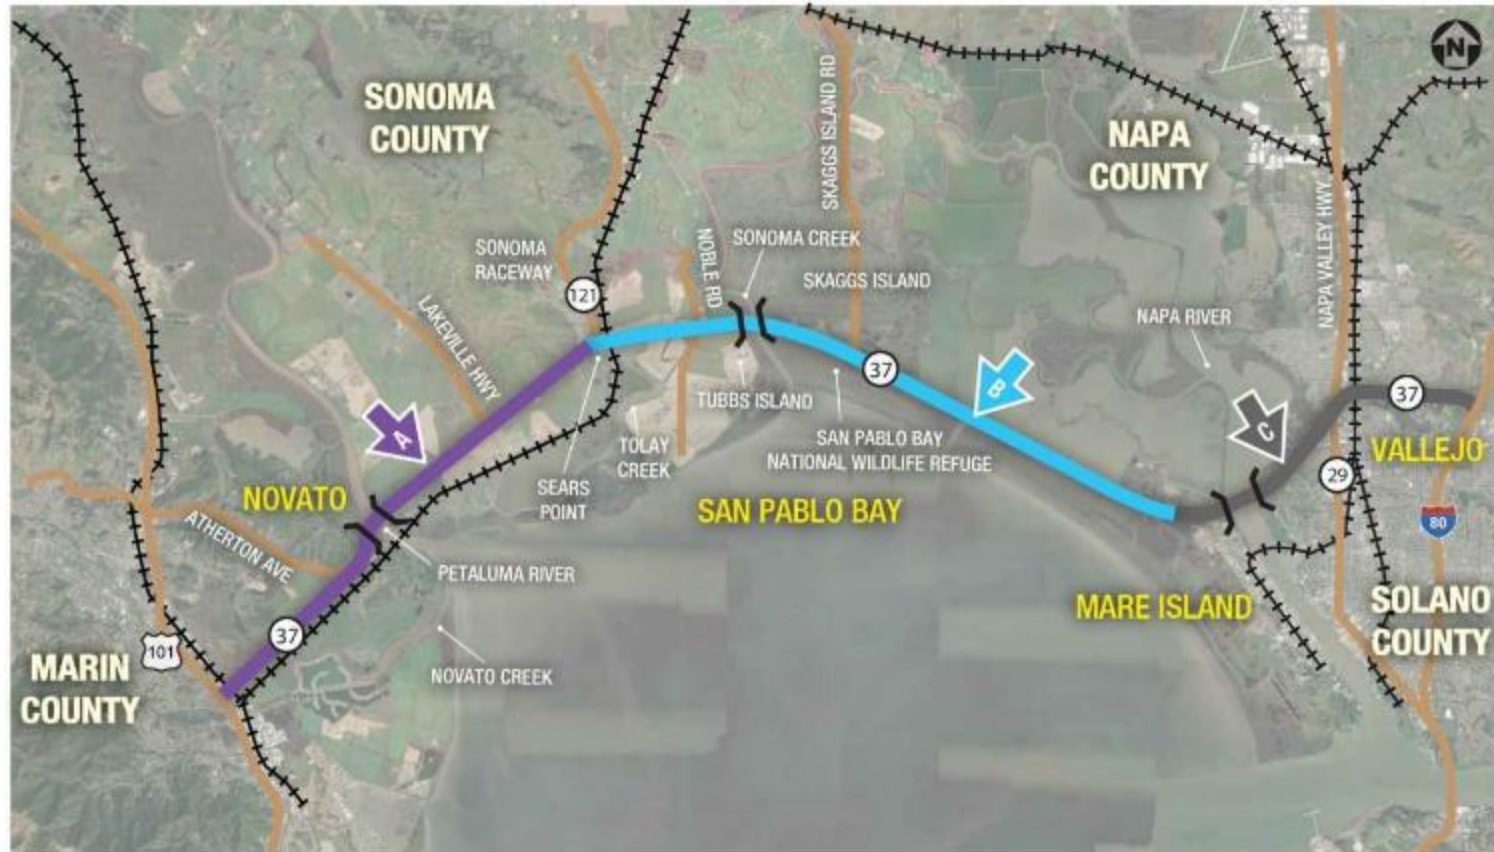 N
SONOMA
COUNTY
SKAGGS ISLAND RD
NAPA
COUNTY
NAPA VALLEY HWY
SONOMA
RACEWAY
NOBLE RD
SONOMA CREEK
SKAGGS ISLAND
121
LAKEVILLE HWY
NAPA RIVER
37
B
37
TUBBS ISLAND
A
C
TOLAY
CREEK
SAN PABLO BAY
NATIONAL WILDLIFE REFUGE
VALLEJO
29
NOVATO
SEARS
POINT
SAN PABLO BAY
80
ATHERTON AVE
PETALUMA RIVER
MARE ISLAND
SOLANO
COUNTY
37
101
MARIN
COUNTY
NOVATO CREEK